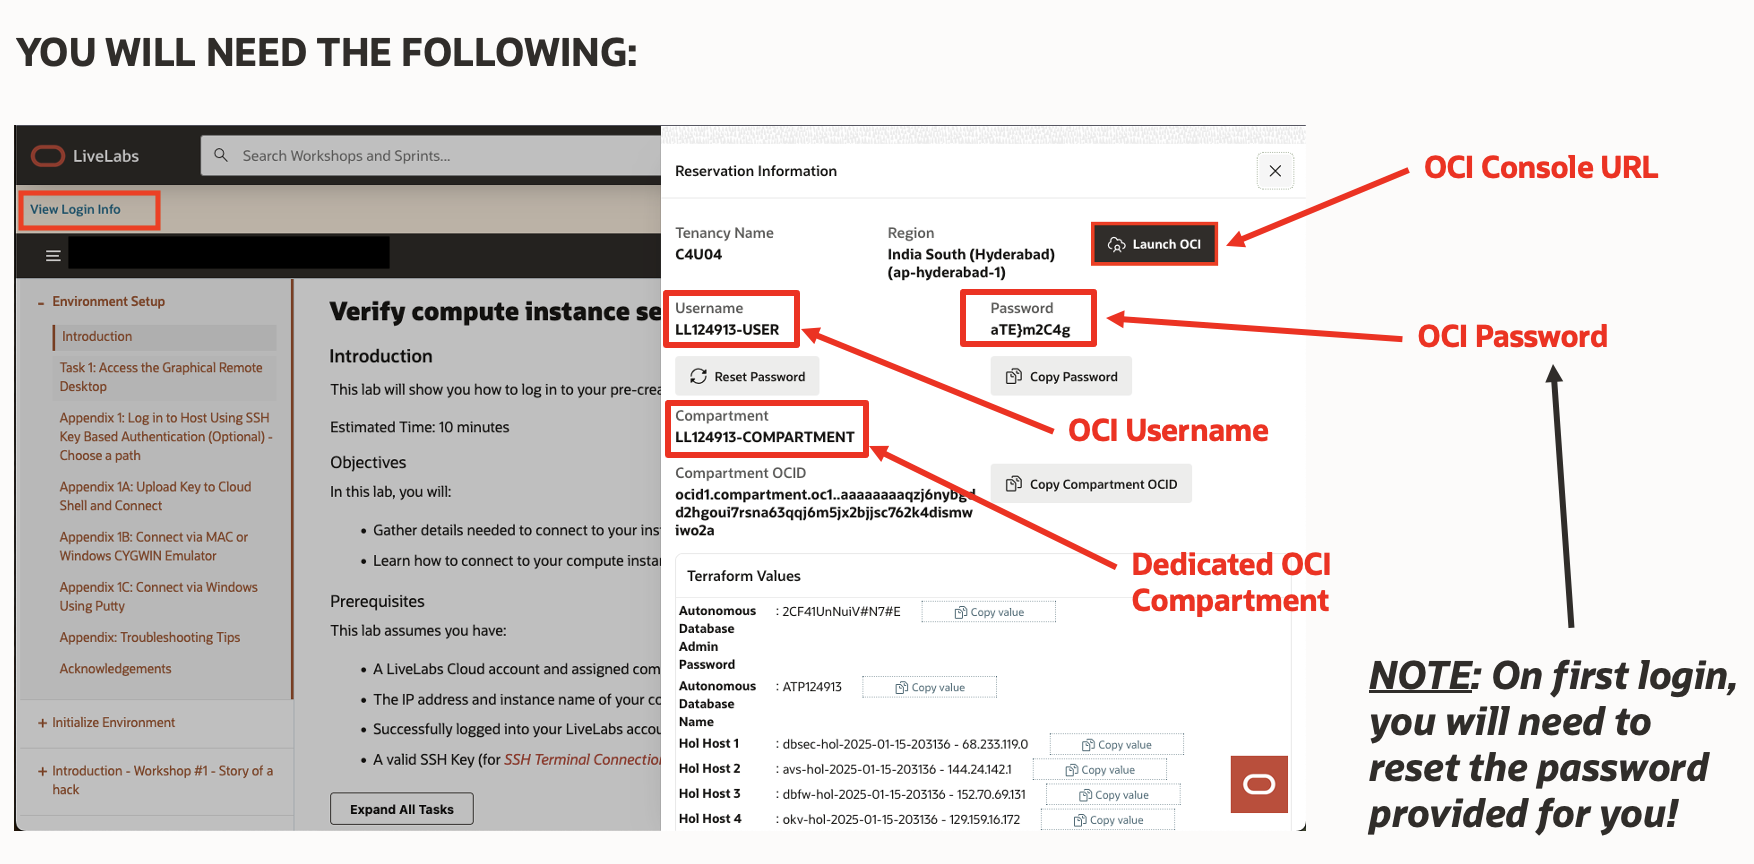 YOU WILL NEED THE FOLLOWING:
LiveLabs
Search Workshops and Sprints...
View Login Info
Environment Setup
Introduction
Task 1: Access the Graphical Remote
Desktop
Appendix 1: Log in to Host Using SSH
Key Based Authentication (Optional) -
Choose a path
Appendix 1A: Upload Key to Cloud
Shell and Connect
Appendix 1B: Connect via MAC or
Windows CYGWIN Emulator
Appendix 1C: Connect via Windows
Using Putty
Appendix: Troubleshooting Tips
Acknowledgements
+ Initialize Environment
+ Introduction - Workshop #1 - Story of a
hack
Verify compute instance se
Introduction
This lab will show you how to log in to your pre-crea
Estimated Time: 10 minutes
Objectives
In this lab, you will:
• Gather details needed to connect to your ins
• Learn how to connect to your compute instar
Prerequisites
This lab assumes you have:
• A LiveLabs Cloud account and assigned com
• The IP address and instance name of your co
• Successfully logged into your LiveLabs accou
• A valid SSH Key (for SSH Terminal Connection
Expand All Tasks
Reservation Information
Tenancy Name
C4U04
Region
India South (Hyderabad)
(ap-hyderabad-1)
Launch OCI
Username
LL124913-USER
Password
aTE}m2C4g
Reset Password
Copy Password
Compartment
LL124913-COMPARTMENT
Compartment OCID
ocid1.compartment.oc1..aaaaaaaaqzj6nybgd
d2hgoui7rsna63qqj6m5jx2bjjsc762k4dismw
iwo2a
Copy Compartment OCID
Terraform Values
Autonomous
Database
Admin
Password
: 2CF41UnNuiV#N7#E
Copy value
Autonomous
Database
Name
: ATP124913
Copy value
Hol Host 1 : dbsec-hol-2025-01-15-203136 - 68.233.119.0 Copy value
Hol Host 2 : avs-hol-2025-01-15-203136 - 144.24.142.1 Copy value
Hol Host 3 : dbfw-hol-2025-01-15-203136 - 152.70.69.131 Copy value
Hol Host 4 : okv-hol-2025-01-15-203136 - 129.159.16.172 Copy value
OCI Console URL
OCI Password
OCI Username
Dedicated OCI
Compartment
NOTE: On first login,
you will need to
reset the password
provided for you!